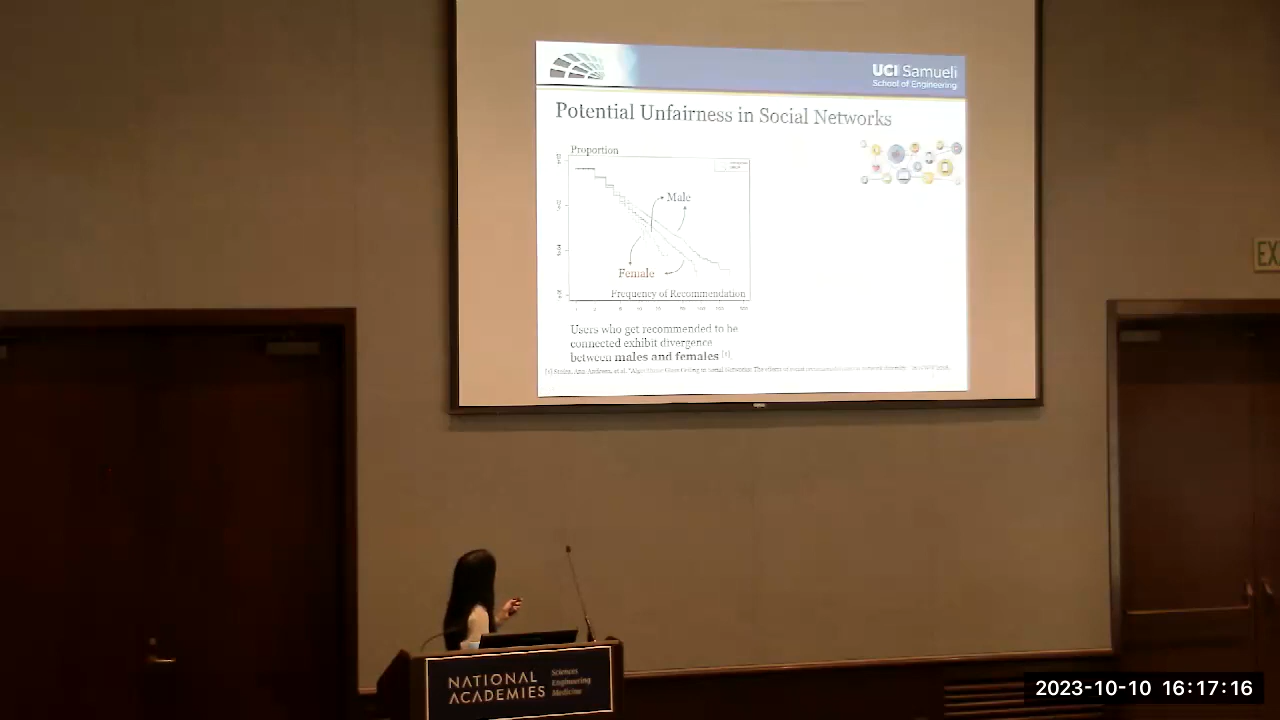 UCI Samueli
School of Engineering
Potential Unfairness in Social Networks
Proportion
Male
Female
Frequency of Recommendation
Users who get recommended to be
connected exhibit divergence
between males and females [1].
EX
NATIONAL
ACADEMIES
Sciences
Engineering
Medicine
2023-10-10 16:17:16